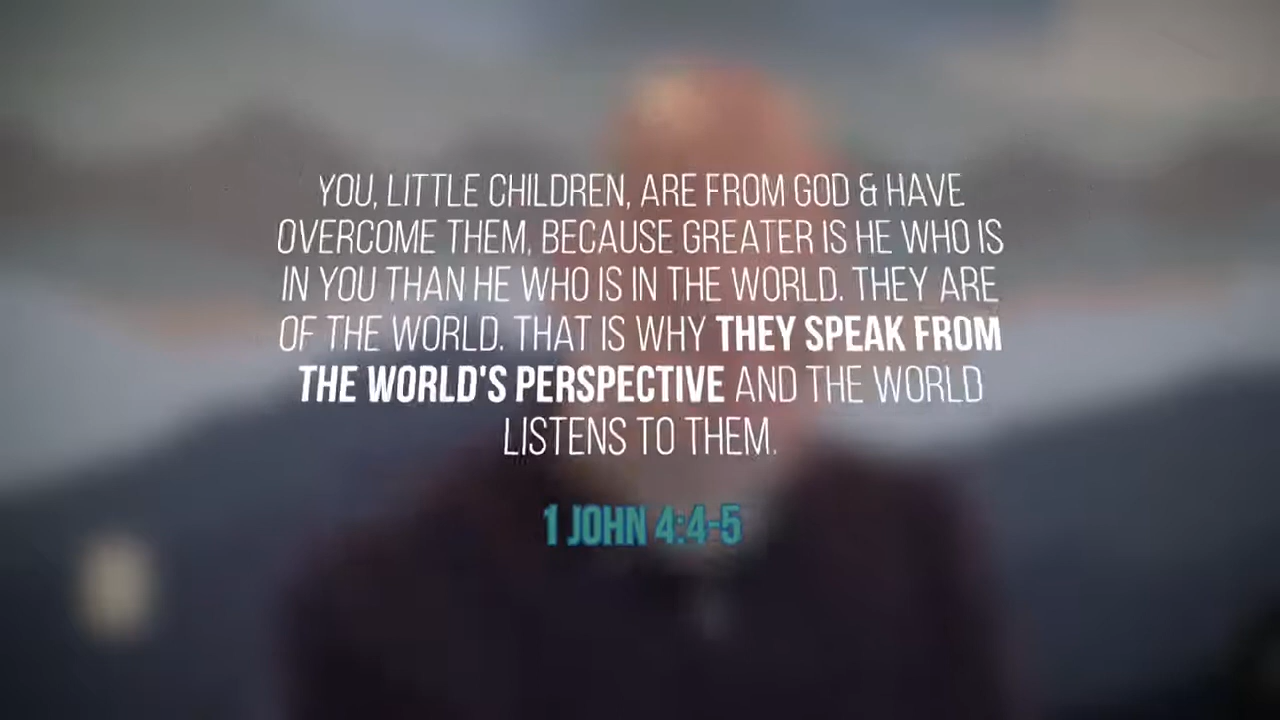 YOU, LITTLE CHILDREN, ARE FROM GOD & HAVE
OVERCOME THEM, BECAUSE GREATER IS HE WHO IS
IN YOU THAN HE WHO IS IN THE WORLD. THEY ARE
OF THE WORLD. THAT IS WHY THEY SPEAK FROM
THE WORLD'S PERSPECTIVE AND THE WORLD
LISTENS TO THEM.
1 JOHN 4:4-5